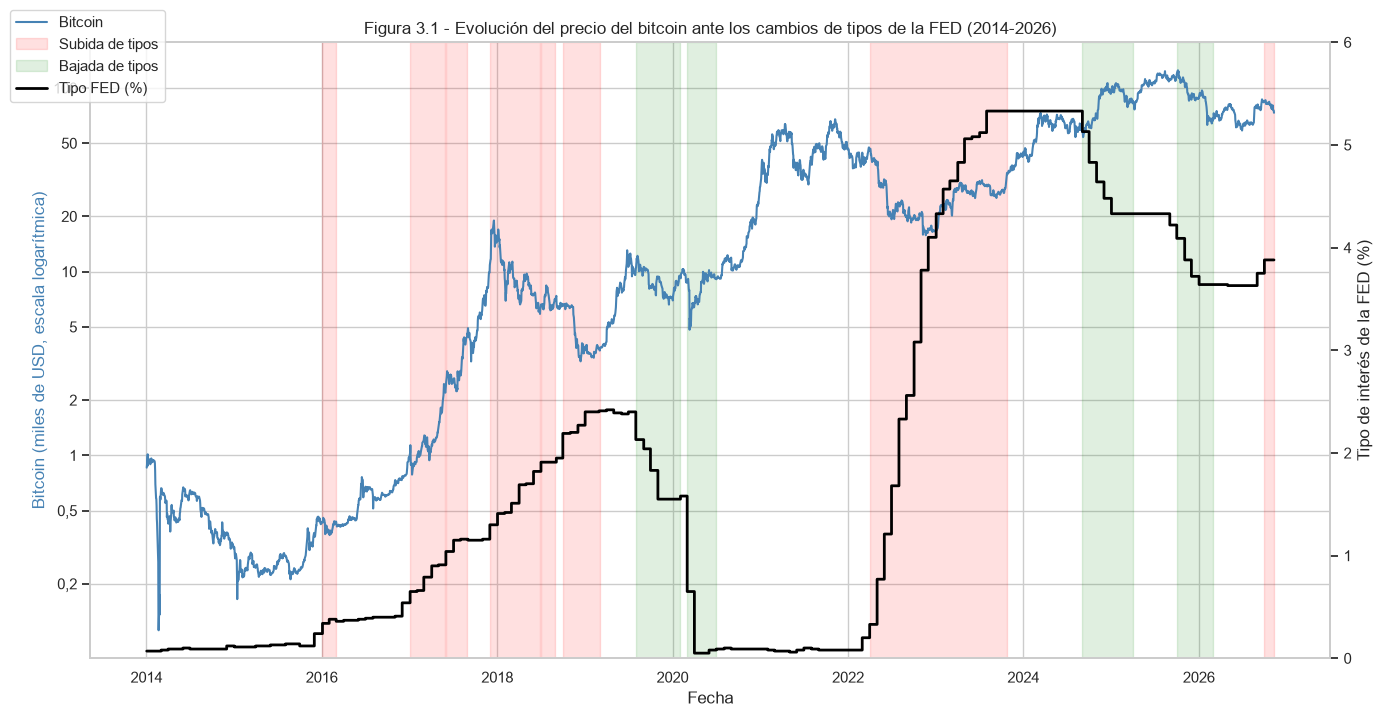 Figura 3.1 - Evolución del precio del bitcoin ante los cambios de tipos de la FED (2014-2026)
Bitcoin
Subida de tipos
Bajada de tipos
Tipo FED (%)
Bitcoin (miles de USD, escala logarítmica)
50
20
10
5
2
1
0,5
0,2
6
5
4
3
2
1
0
Tipo de interés de la FED (%)
2014
2016
2018
2020
2022
2024
2026
Fecha